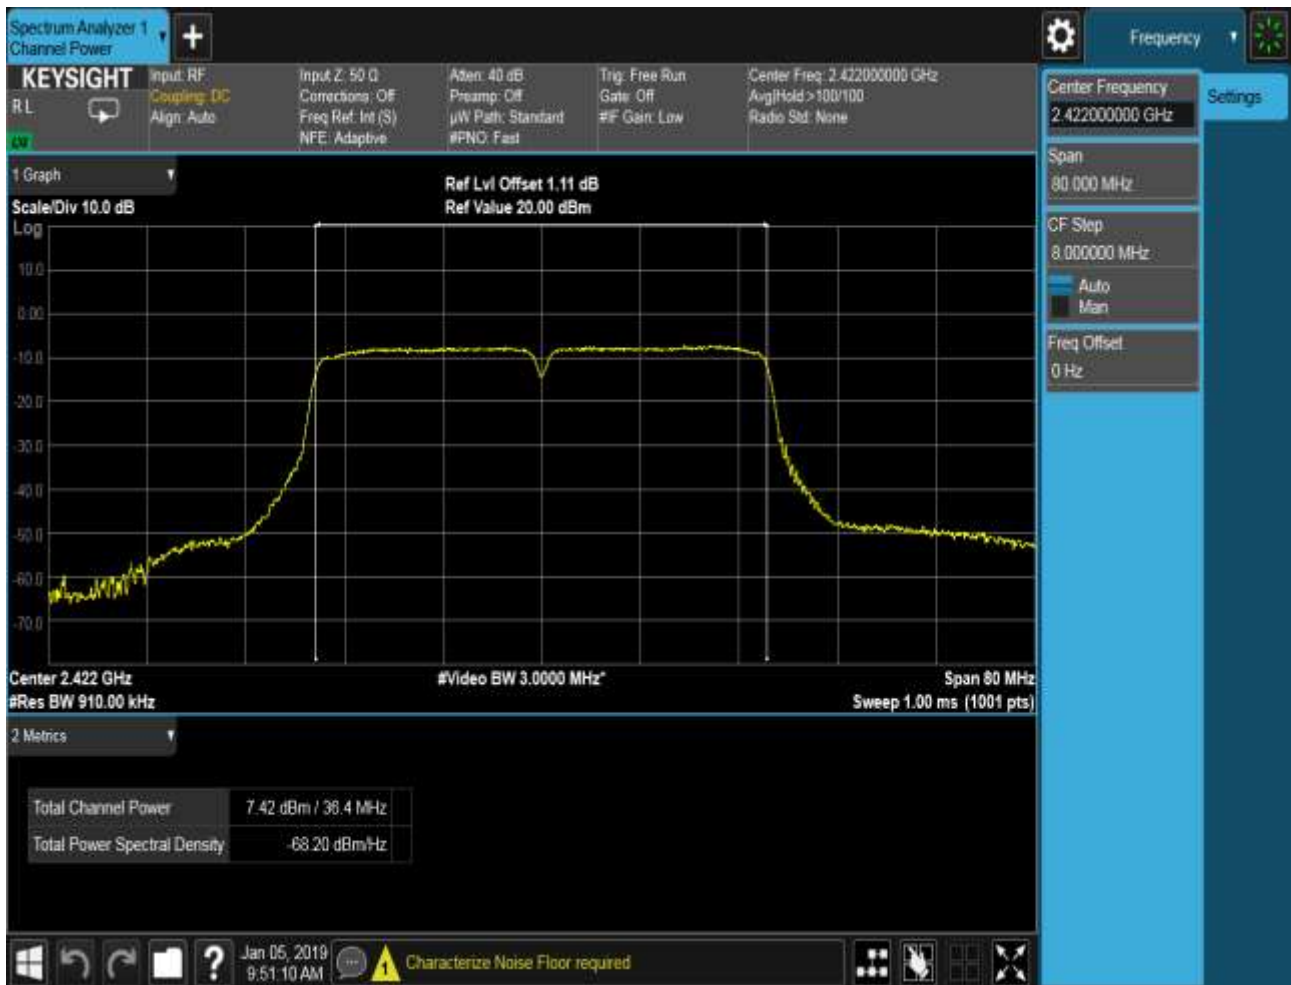 Spectrum Analyzer 1
Channel Power
Frequency
KEYSIGHT
R L
Input: RF
Coupling: DC
Align: Auto
Input Z: 50 Ω
Corrections: Off
Freq Ref: Int (S)
NFE: Adaptive
Atten: 40 dB
Preamp: Off
µW Path: Standard
#PNO: Fast
Trig: Free Run
Gate: Off
#IF Gain: Low
Center Freq: 2.422000000 GHz
Avg|Hold:>100/100
Radio Std: None
Center Frequency
2.422000000 GHz
Settings
Span
80.000 MHz
CF Step
8.000000 MHz
Auto
Man
Freq Offset
0 Hz
1 Graph
Scale/Div 10.0 dB
Ref Lvl Offset 1.11 dB
Ref Value 20.00 dBm
Log
10.0
0.00
-10.0
-20.0
-30.0
-40.0
-50.0
-60.0
-70.0
Center 2.422 GHz
#Video BW 3.0000 MHz*
Span 80 MHz
#Res BW 910.00 kHz
Sweep 1.00 ms (1001 pts)
2 Metrics
Total Channel Power
7.42 dBm / 36.4 MHz
Total Power Spectral Density
-68.20 dBm/Hz
?
Jan 05, 2019
9:51:10 AM
1
Characterize Noise Floor required